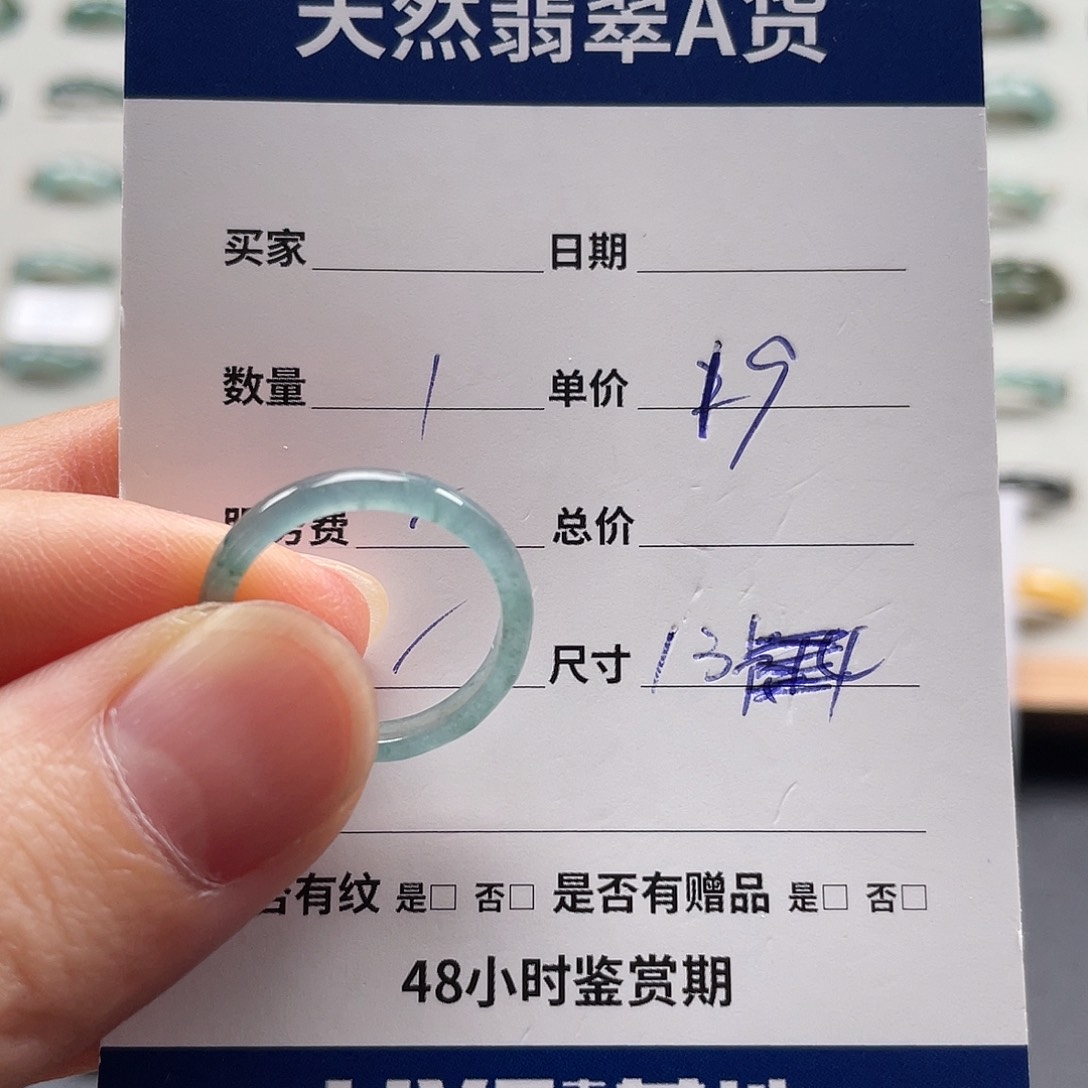 天然翡翠A货
买家 日期
数量 1 单价 19
费 总价
尺寸 13
否有纹 是□ 否□ 是否有赠品 是□ 否□
48小时鉴赏期